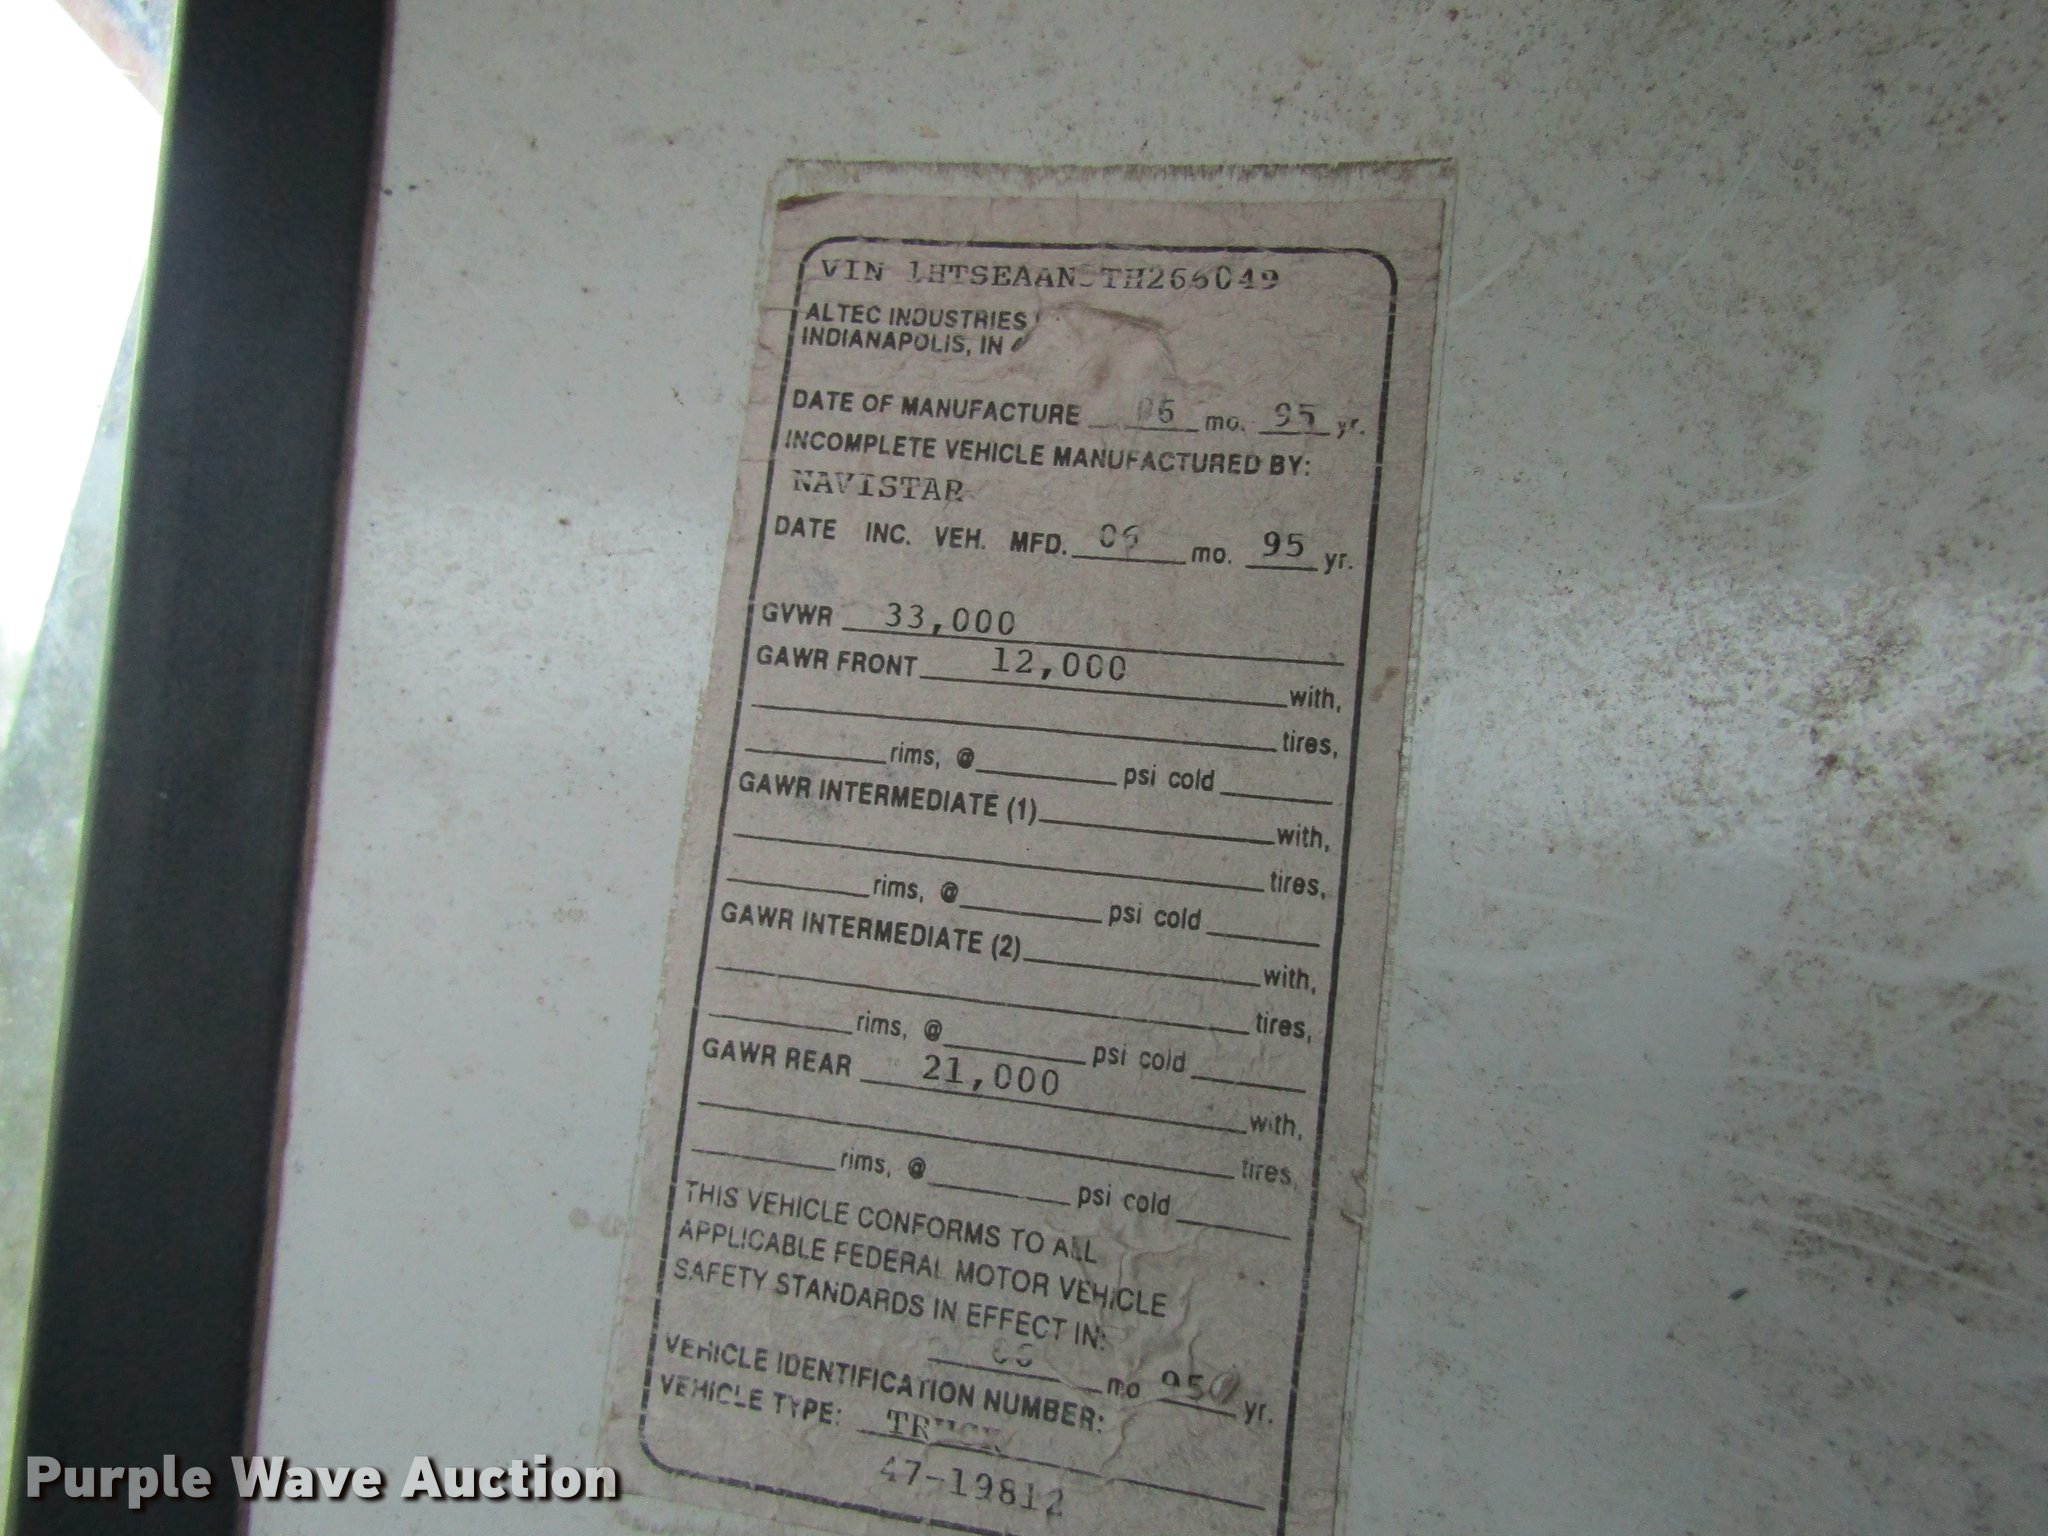 VIN 1HTSEAAN TH266049
ALTEC INDUSTRIES
INDIANAPOLIS, IN
DATE OF MANUFACTURE 06 mo. 95 yr.
INCOMPLETE VEHICLE MANUFACTURED BY:
NAVISTAR
DATE INC. VEH. MFD. 06 mo. 95 yr.
GVWR 33,000
GAWR FRONT 12,000 with,
tires,
rims, @ psi cold
GAWR INTERMEDIATE (1) with,
tires,
rims, @ psi cold
GAWR INTERMEDIATE (2) with,
tires,
rims, @ psi cold
GAWR REAR 21,000 with,
tires,
rims, @ psi cold
THIS VEHICLE CONFORMS TO ALL
APPLICABLE FEDERAL MOTOR VEHICLE
SAFETY STANDARDS IN EFFECT IN:
mo 95 yr.
VEHICLE IDENTIFICATION NUMBER:
VEHICLE TYPE: TRUCK
47-19812
Purple Wave Auction